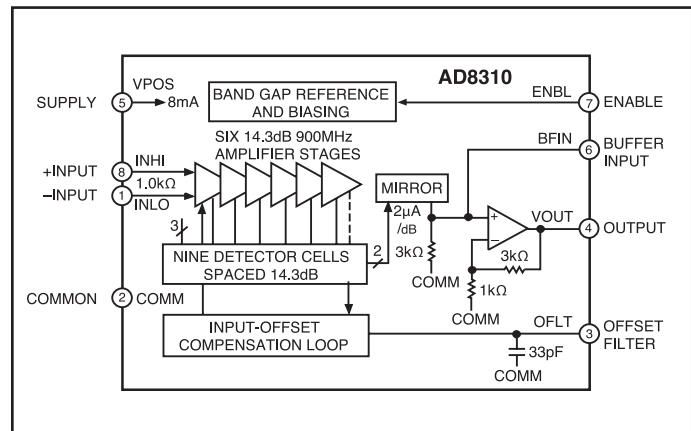 AD8310
VPOS
SUPPLY 5 8mA
BAND GAP REFERENCE
AND BIASING
ENBL
7 ENABLE
SIX 14.3dB 900MHz
AMPLIFIER STAGES
BFIN
6 BUFFER
INPUT
+INPUT 8 INHI
1.0kΩ
–INPUT 1 INLO
MIRROR
2µA
/dB
3kΩ
COMM
+
–
VOUT
4 OUTPUT
3kΩ
1kΩ
COMM
3
NINE DETECTOR CELLS
SPACED 14.3dB
2
COMMON 2 COMM
INPUT-OFFSET
COMPENSATION LOOP
OFLT
3 OFFSET
FILTER
33pF
COMM